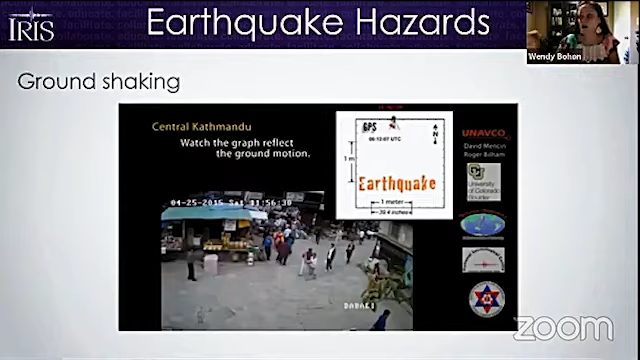 IRIS
Earthquake Hazards
Wendy Bohon
Ground shaking
Central Kathmandu
Watch the graph reflect
the ground motion.
GPS
N
06:12:07 UTC
1 m
Earthquake
1 meter
39.4 inches
UNAVCO
David Mencin
Roger Bilham
University of
Colorado
Boulder
04-25-2015 Sat 11:56:30
DABALI
zoom